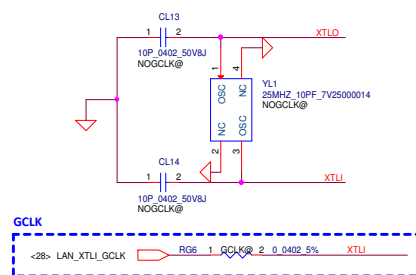 CL13
1 2
XTLO
10P_0402_50V8J
NOGCLK@
1
4
OSC
NC
YL1
25MHZ_10PF_7V25000014
NOGCLK@
NC
OSC
2
3
CL14
1 2
XTLI
10P_0402_50V8J
NOGCLK@
GCLK
<28> LAN_XTLI_GCLK RG6 1 GCLK@ 2 0_0402_5% XTLI